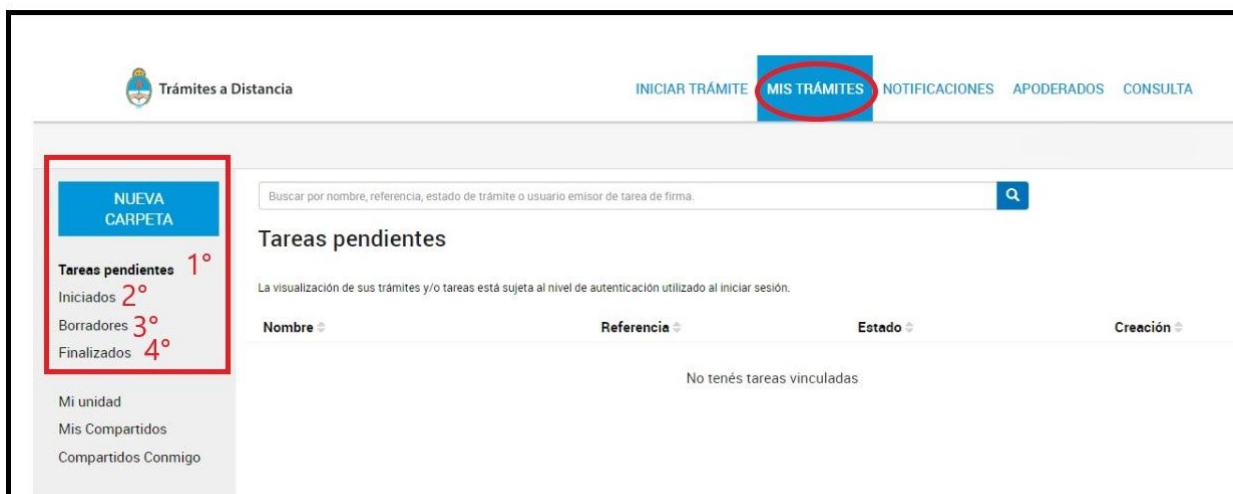 Trámites a Distancia
INICIAR TRÁMITE MIS TRÁMITES NOTIFICACIONES APODERADOS CONSULTA
NUEVA
CARPETA
Tareas pendientes 1°
Iniciados 2°
Borradores 3°
Finalizados 4°
Mi unidad
Mis Compartidos
Compartidos Conmigo
Buscar por nombre, referencia, estado de trámite o usuario emisor de tarea de firma.
Tareas pendientes
La visualización de sus trámites y/o tareas está sujeta al nivel de autenticación utilizado al iniciar sesión.
Nombre Referencia Estado Creación
No tenés tareas vinculadas